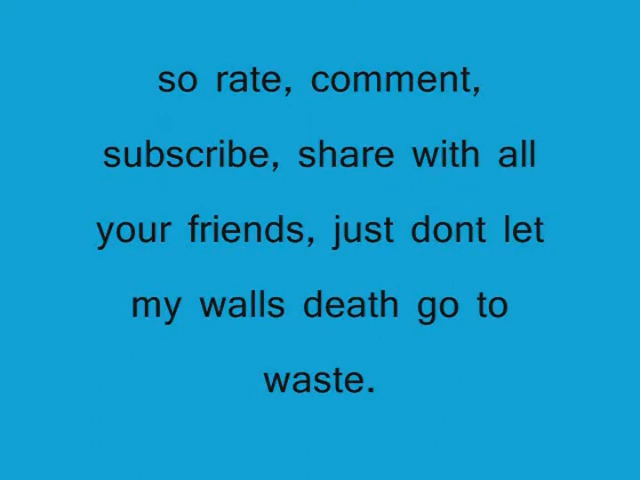 so rate, comment,
subscribe, share with all
your friends, just dont let
my walls death go to
waste.